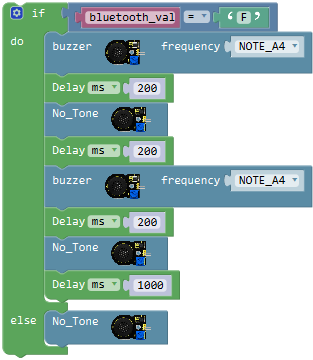 if bluetooth_val = “ F ”
do buzzer frequency NOTE_A4
Delay ms 200
No_Tone
Delay ms 200
buzzer frequency NOTE_A4
Delay ms 200
No_Tone
Delay ms 1000
else No_Tone